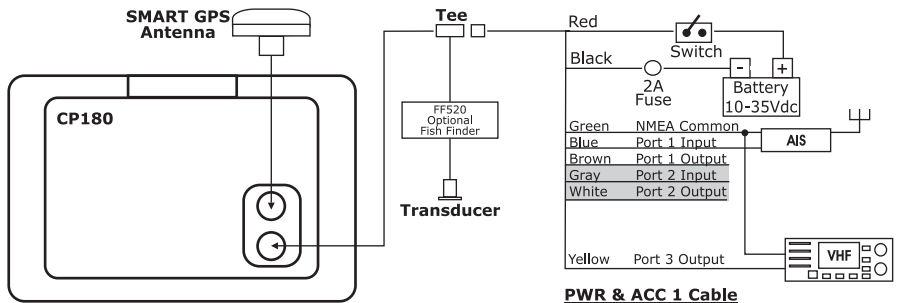 SMART GPS
Antenna
CP180
Tee
FF520
Optional
Fish Finder
Transducer
Red
Switch
Black
2A
Fuse
- +
Battery
10-35Vdc
Green NMEA Common
Blue Port 1 Input
Brown Port 1 Output
Gray Port 2 Input
White Port 2 Output
AIS
Yellow Port 3 Output
VHF
PWR & ACC 1 Cable